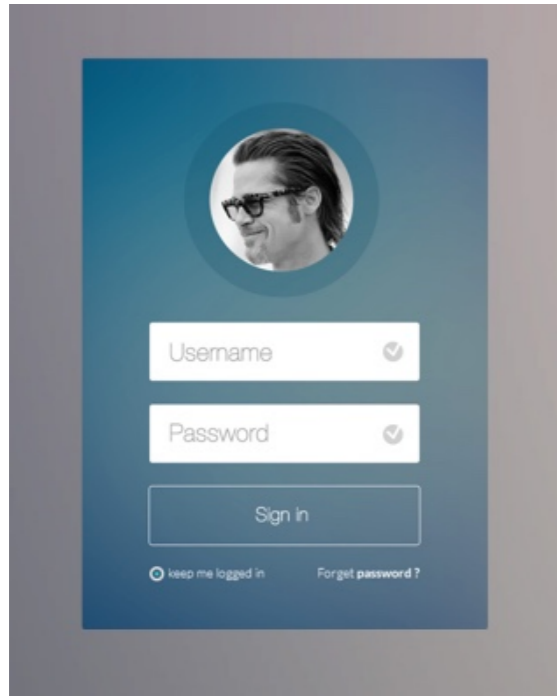 Username
Password
Sign in
keep me logged in
Forget password ?